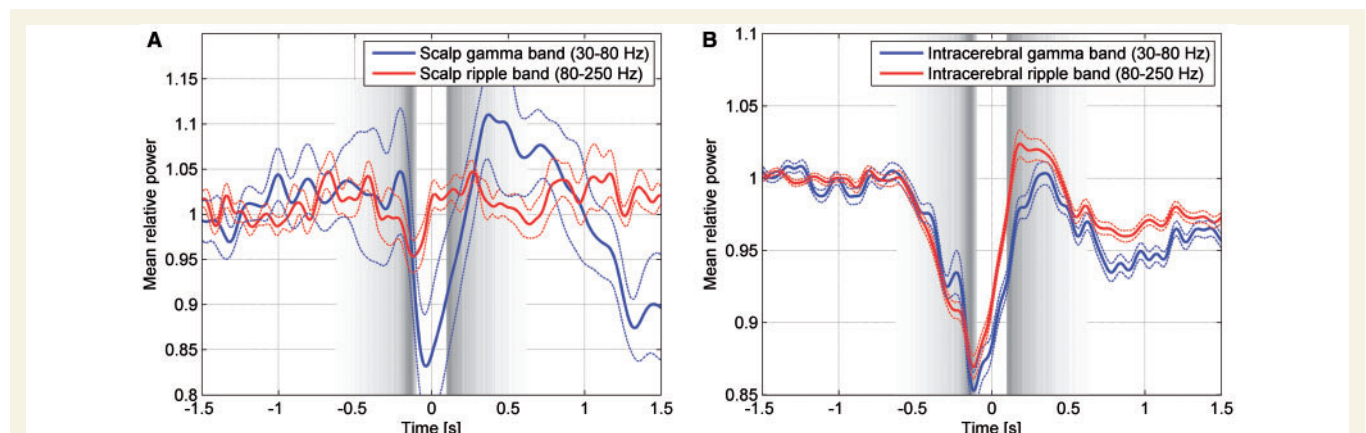 A
Scalp gamma band (30-80 Hz)
Scalp ripple band (80-250 Hz)
1.15
1.1
1.05
1
0.95
0.9
0.85
0.8
Mean relative power
-1.5
-1
-0.5
0
0.5
1
1.5
Time [s]
B
Intracerebral gamma band (30-80 Hz)
Intracerebral ripple band (80-250 Hz)
1.1
1.05
1
0.95
0.9
0.85
Mean relative power
-1.5
-1
-0.5
0
0.5
1
1.5
Time [s]